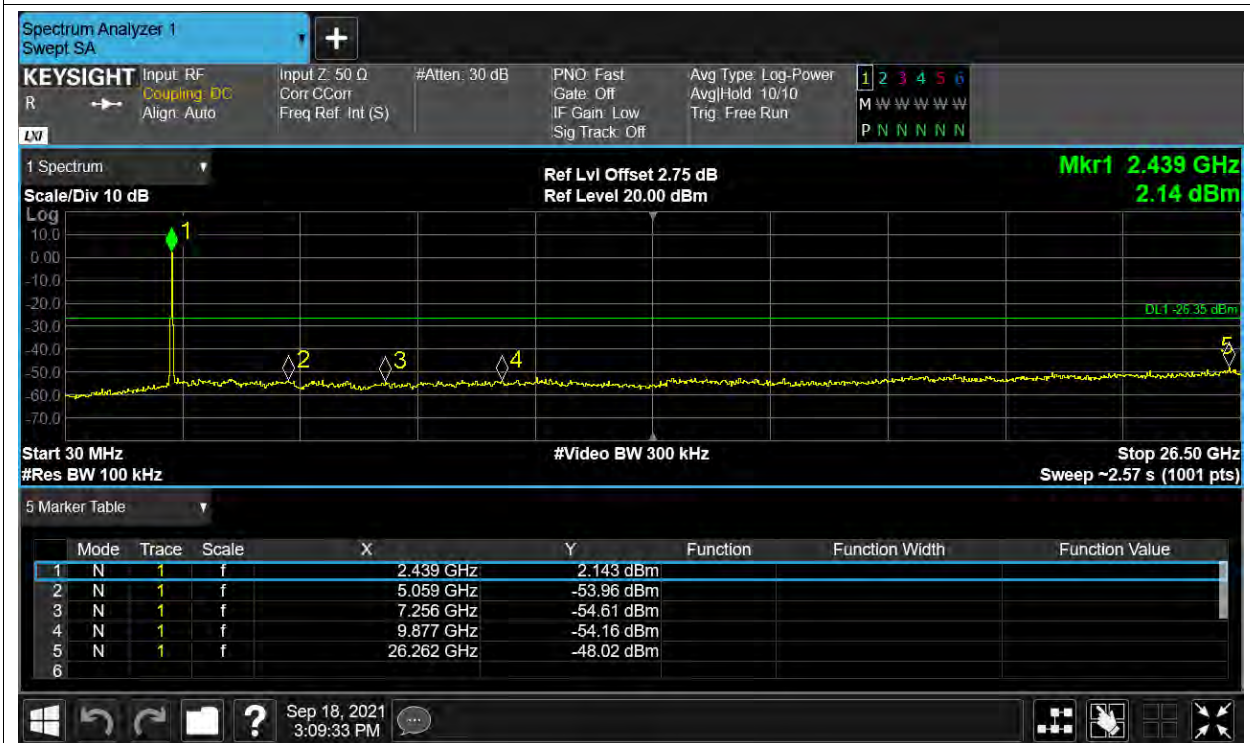 Spectrum Analyzer 1
Swept SA
+
KEYSIGHT Input: RF Input Z: 50 Ω #Atten: 30 dB PNO: Fast Avg Type: Log-Power 1 2 3 4 5 6
R Coupling: DC Corr CCorr Gate: Off Avg|Hold: 10/10
Align: Auto Freq Ref: Int (S) IF Gain: Low Trig: Free Run M W W W W W W
LXI Sig Track: Off P N N N N N N
1 Spectrum Ref Lvl Offset 2.75 dB Mkr1 2.439 GHz
Scale/Div 10 dB Ref Level 20.00 dBm 2.14 dBm
Log
10.0 1
0.00
-10.0
-20.0
DL1 -26.35 dBm
-30.0
-40.0 2 3 4 5
-50.0
-60.0
-70.0
Start 30 MHz #Video BW 300 kHz Stop 26.50 GHz
#Res BW 100 kHz Sweep ~2.57 s (1001 pts)
5 Marker Table
Mode Trace Scale X Y Function Function Width Function Value
1 N 1 f 2.439 GHz 2.143 dBm
2 N 1 f 5.059 GHz -53.96 dBm
3 N 1 f 7.256 GHz -54.61 dBm
4 N 1 f 9.877 GHz -54.16 dBm
5 N 1 f 26.262 GHz -48.02 dBm
6
? Sep 18, 2021
3:09:33 PM